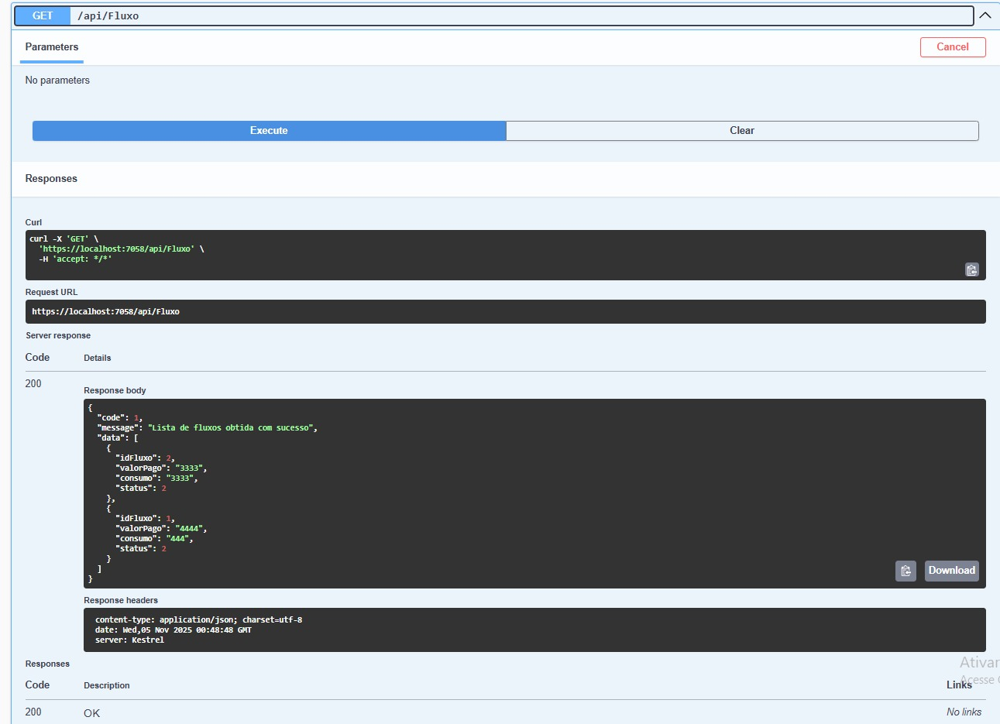 GET /api/Fluxo
Parameters
Cancel
No parameters
Execute
Clear
Responses
Curl
curl -X 'GET' \
'https://localhost:7058/api/Fluxo' \
-H 'accept: */*'
Request URL
https://localhost:7058/api/Fluxo
Server response
Code Details
200
Response body
{
"code": 1,
"message": "Lista de fluxos obtida com sucesso",
"data": [
{
"idFluxo": 2,
"valorPago": "3333",
"consumo": "3333",
"status": 2
},
{
"idFluxo": 1,
"valorPago": "4444",
"consumo": "444",
"status": 2
}
]
}
Download
Response headers
content-type: application/json; charset=utf-8
date: Wed,05 Nov 2025 00:48:48 GMT
server: Kestrel
Responses
Ativar
Code Description Links
Acesse
200 OK No links